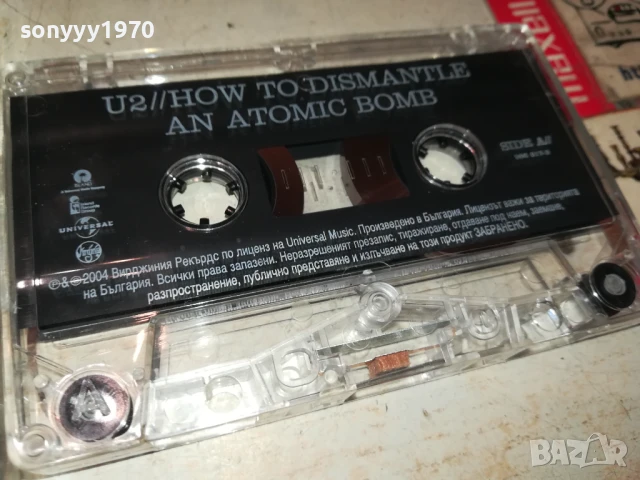 sonyyy1970
maxell
U2//HOW TO DISMANTLE
AN ATOMIC BOMB
SIDE A//
UNIVERSAL
℗&©2004 Вирджиния Рекърдс по лиценз на Universal Music. Произведено в България. Лицензът важи за територията
на България. Всички права запазени. Неразрешеният презапис, тиражиране, отдаване под наем, заемане,
разпространение, публично представяне и излъчване на този продукт ЗАБРАНЕНО.
A
BAZAR